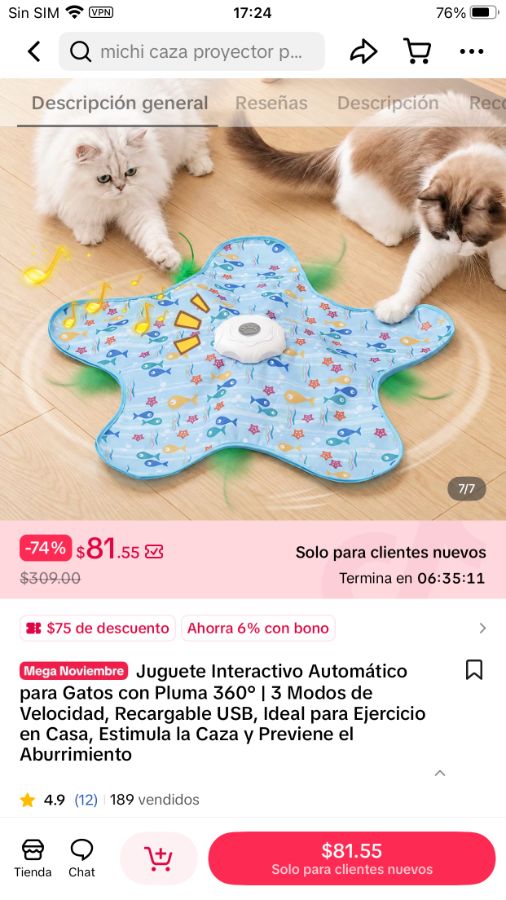 Sin SIM VPN 17:24 76%
michi caza proyector p...
Descripción general Reseñas Descripción Reco
7/7
-74% $81.55 Solo para clientes nuevos
$309.00 Termina en 06:35:11
$75 de descuento Ahorra 6% con bono
Mega Noviembre Juguete Interactivo Automático
para Gatos con Pluma 360° | 3 Modos de
Velocidad, Recargable USB, Ideal para Ejercicio
en Casa, Estimula la Caza y Previene el
Aburrimiento
4.9 (12) 189 vendidos
Tienda Chat
$81.55
Solo para clientes nuevos